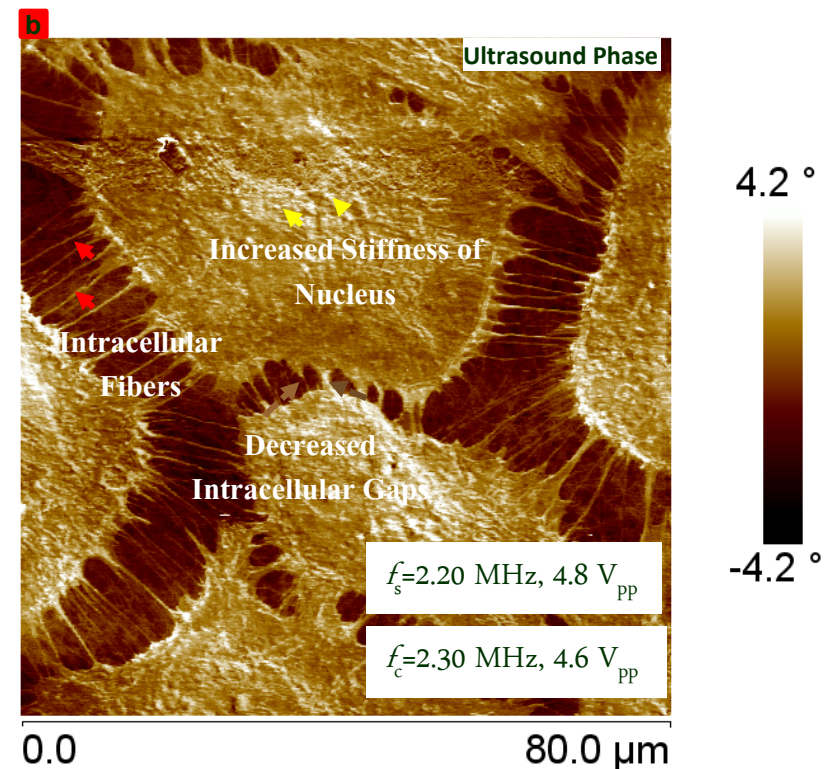 b
Ultrasound Phase
4.2 °
Increased Stiffness of
Nucleus
Intracellular
Fibers
Decreased
Intracellular Gaps
fs=2.20 MHz, 4.8 Vpp
fc=2.30 MHz, 4.6 Vpp
-4.2 °
0.0
80.0 µm